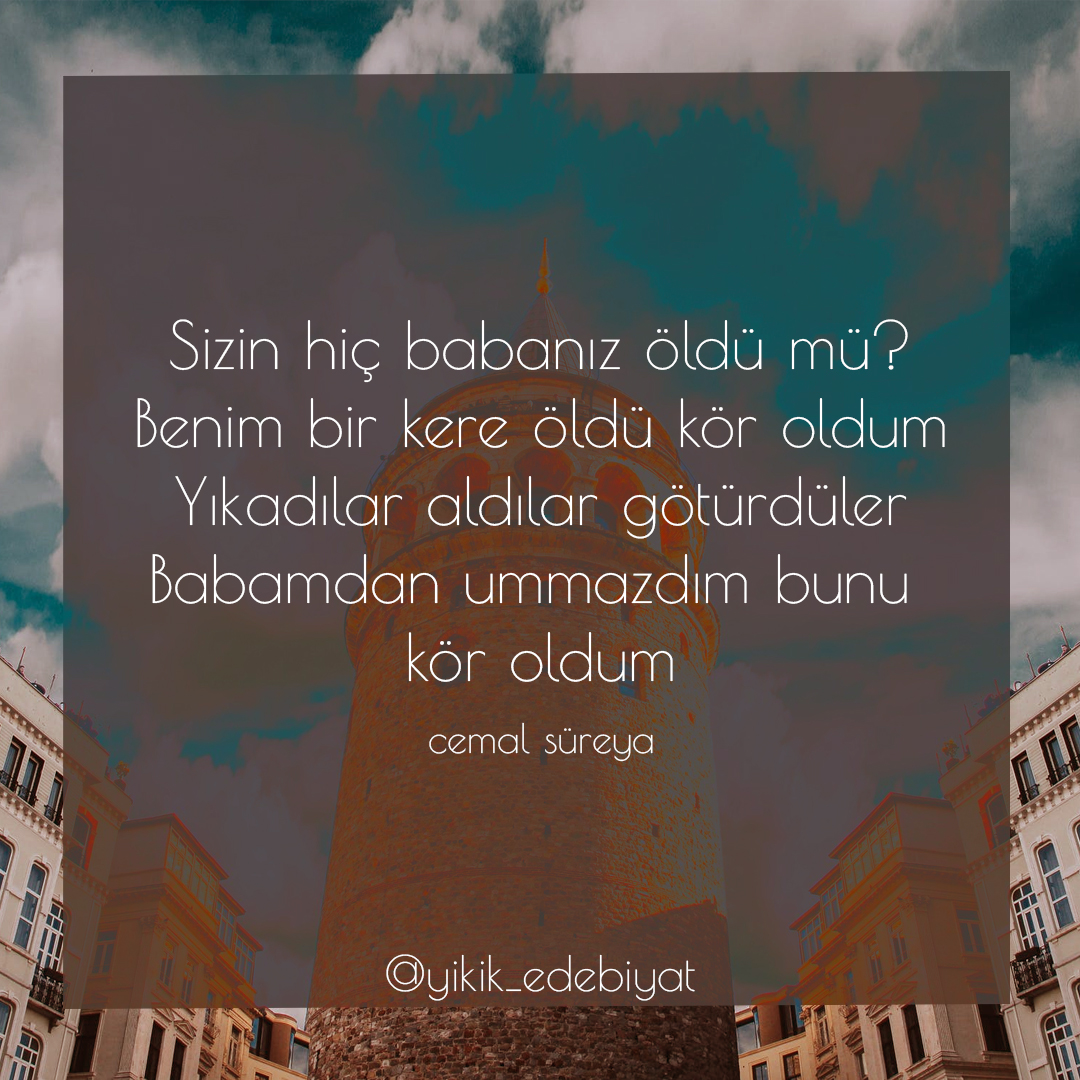 Sizin hiç babanız öldü mü?
Benim bir kere öldü kör oldum
Yıkadılar aldılar götürdüler
Babamdan ummazdım bunu
kör oldum
cemal süreya
@yikik_edebiyat